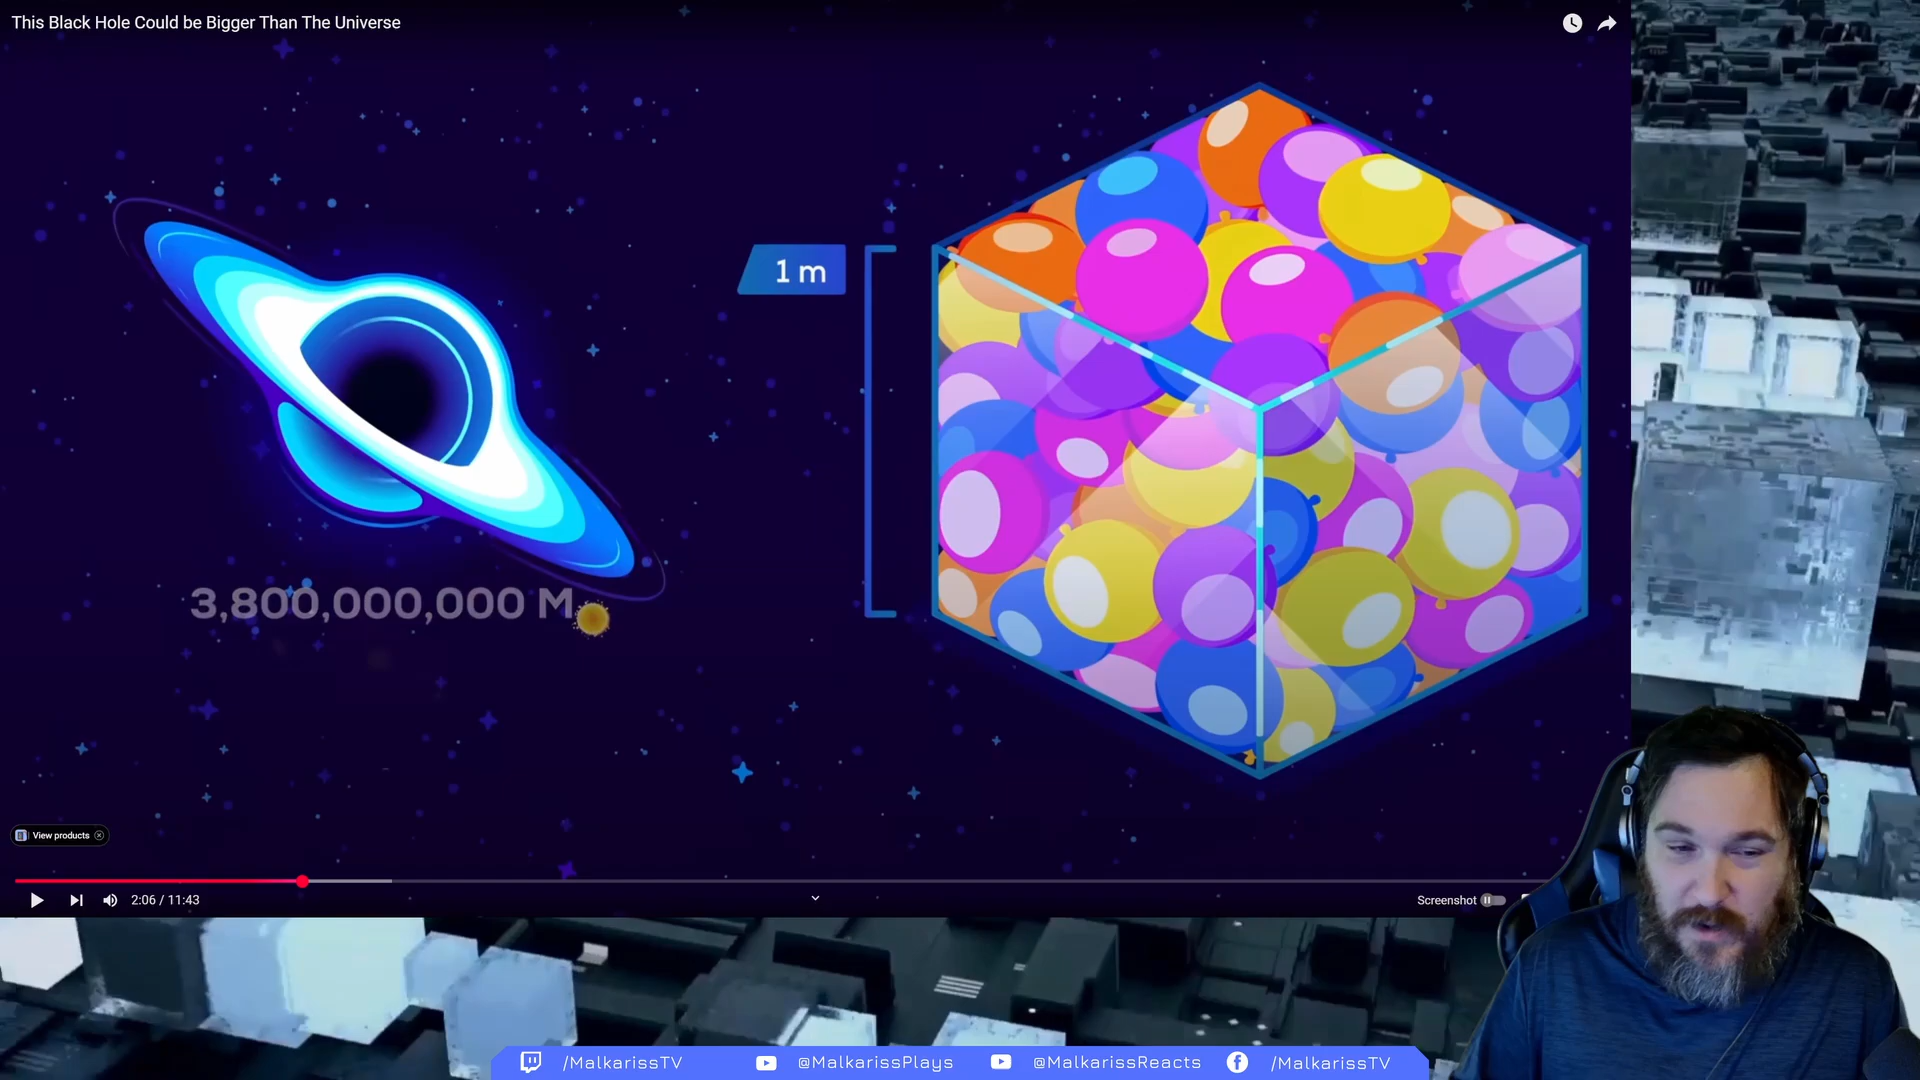 This Black Hole Could be Bigger Than The Universe
1 m
3,800,000,000 M
View products
2:06 / 11:43
Screenshot
/MalkarissTV
@MalkarissPlays
@MalkarissReacts
/MalkarissTV